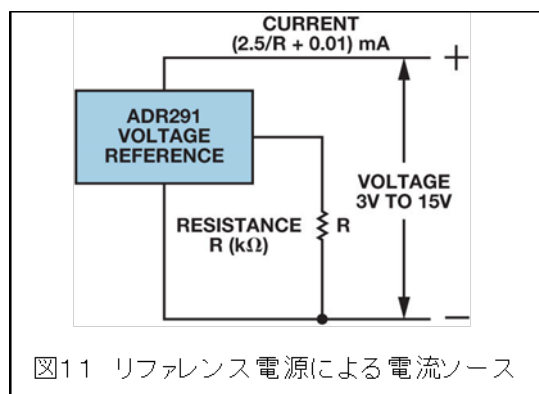 CURRENT
(2.5/R + 0.01) mA
+
ADR291
VOLTAGE
REFERENCE
VOLTAGE
3V TO 15V
RESISTANCE
R (kΩ)
R
−
図11 リファレンス電源による電流ソース